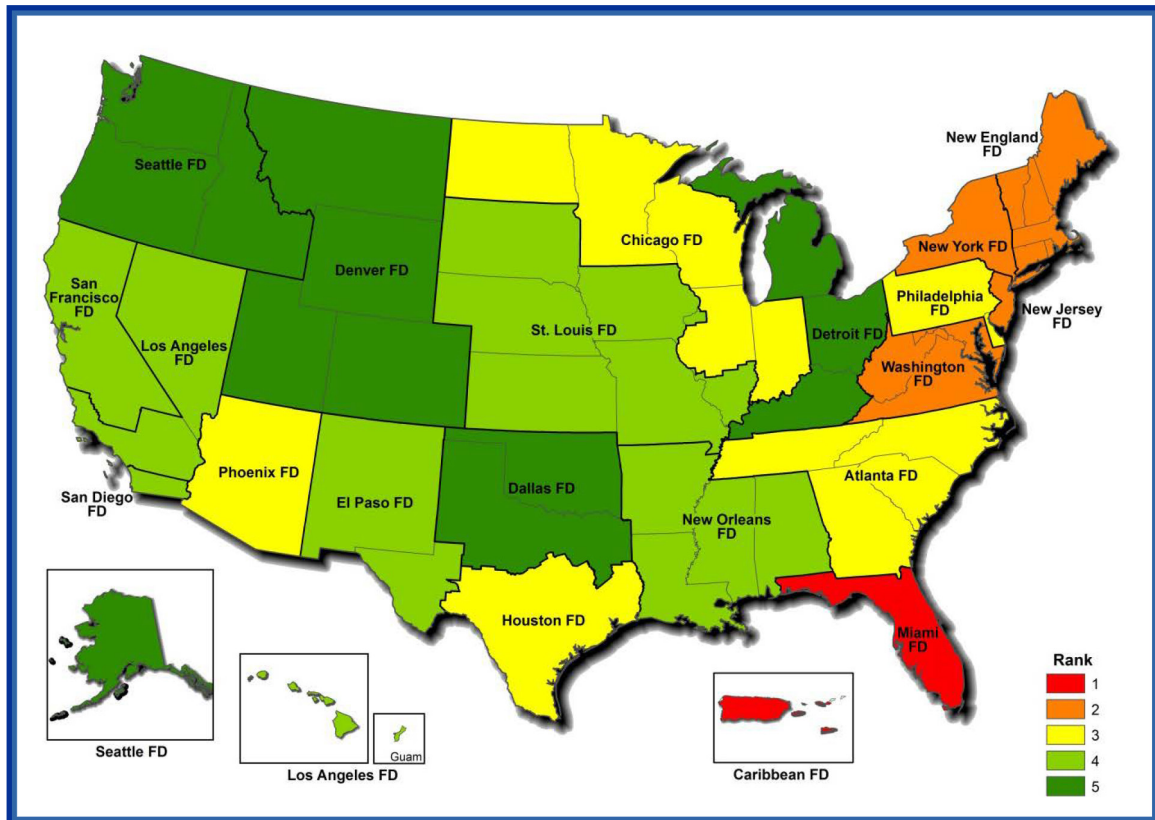 New England
FD
Seattle FD
Chicago FD
New York FD
Denver FD
San
Francisco
FD
Philadelphia
FD
New Jersey
FD
St. Louis FD
Detroit FD
Los Angeles
FD
Washington
FD
Phoenix FD
Atlanta FD
San Diego
FD
El Paso FD
Dallas FD
New Orleans
FD
Houston FD
Miami
FD
Rank
1
2
3
4
5
Seattle FD
Guam
Los Angeles FD
Caribbean FD